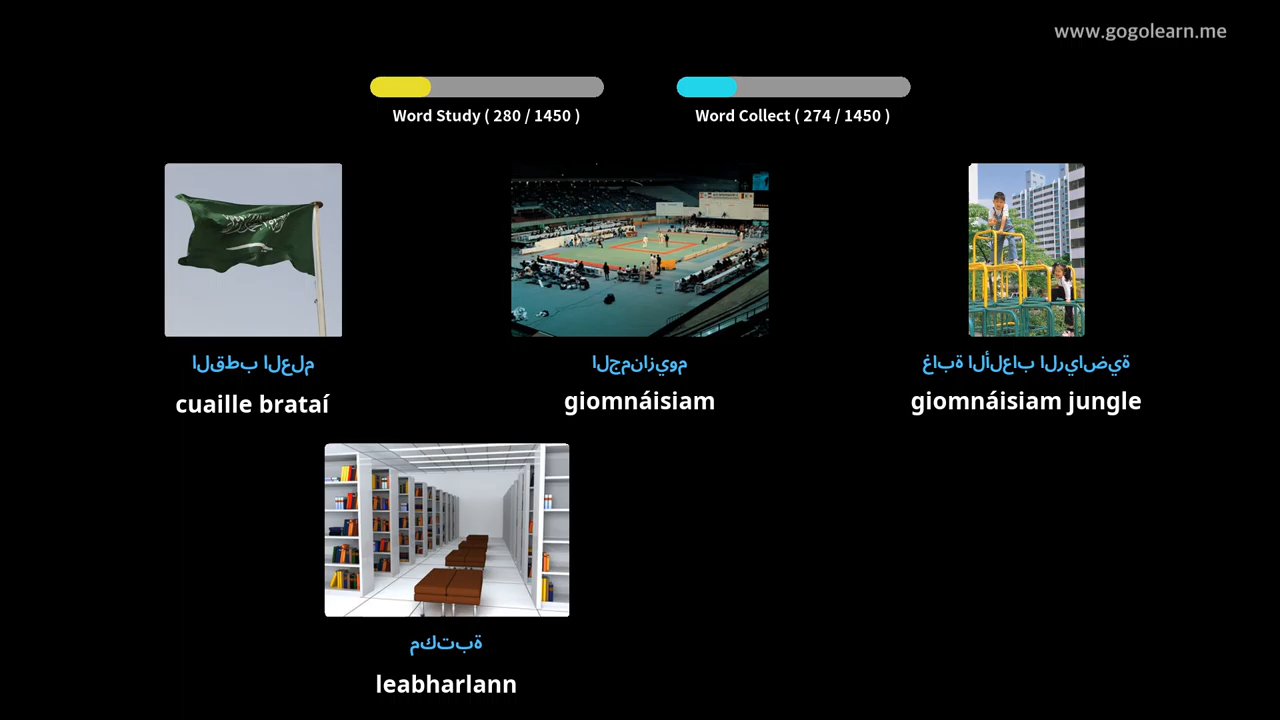 www.gogolearn.me
Word Study ( 280 / 1450 )
Word Collect ( 274 / 1450 )
القطب العلم
cuaille brataí
الجمنازيوم
giomnáisiam
غابة الألعاب الرياضية
giomnáisiam jungle
مكتبة
leabharlann